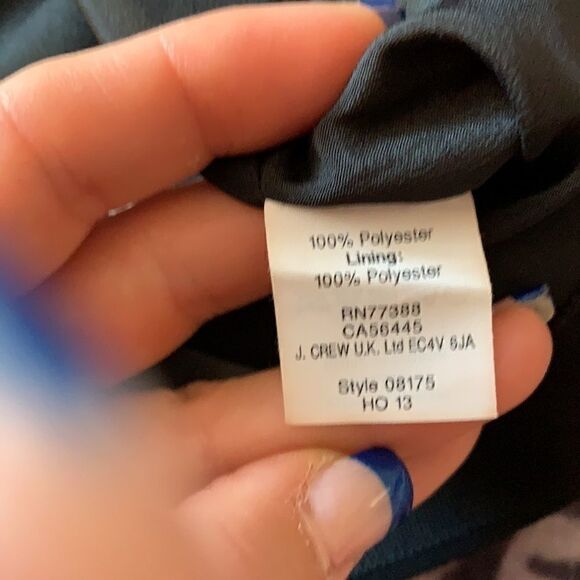 100% Polyester
Lining:
100% Polyester
RN77388
CA56445
J. CREW U.K. Ltd EC4V 6JA
Style 08175
HO 13